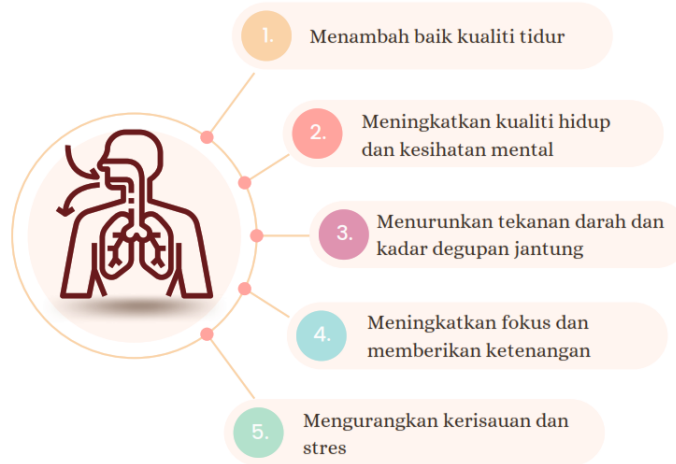 1. Menambah baik kualiti tidur
2. Meningkatkan kualiti hidup
dan kesihatan mental
3. Menurunkan tekanan darah dan
kadar degupan jantung
4. Meningkatkan fokus dan
memberikan ketenangan
5. Mengurangkan kerisauan dan
stres